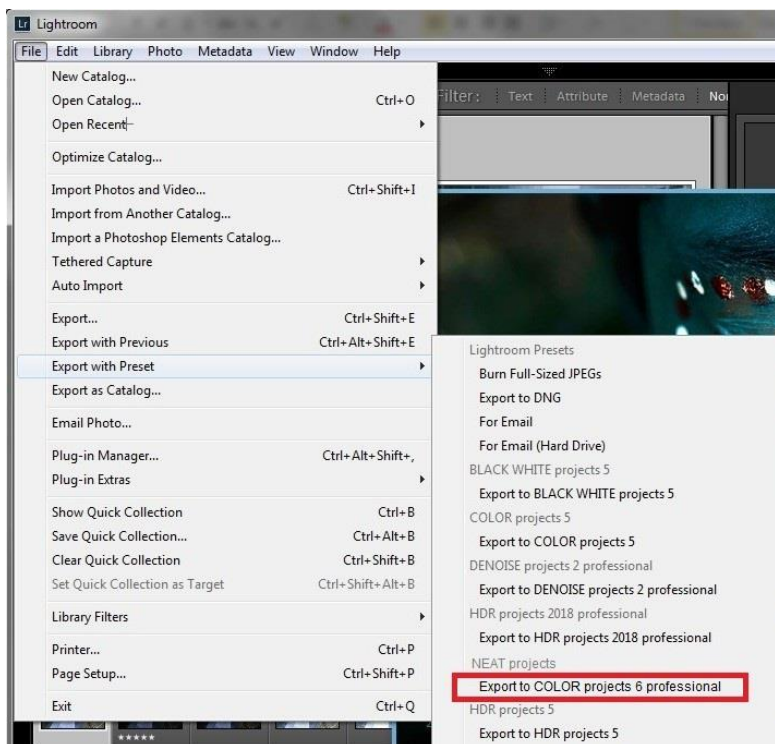 Lr Lightroom
File Edit Library Photo Metadata View Window Help
New Catalog...
Open Catalog... Ctrl+O
Open Recent
Optimize Catalog...
Import Photos and Video... Ctrl+Shift+I
Import from Another Catalog...
Import a Photoshop Elements Catalog...
Tethered Capture
Auto Import
Export... Ctrl+Shift+E
Export with Previous Ctrl+Alt+Shift+E
Export with Preset
Export as Catalog...
Email Photo...
Plug-in Manager... Ctrl+Alt+Shift+,
Plug-in Extras
Show Quick Collection Ctrl+B
Save Quick Collection... Ctrl+Alt+B
Clear Quick Collection Ctrl+Shift+B
Set Quick Collection as Target Ctrl+Shift+Alt+B
Library Filters
Printer... Ctrl+P
Page Setup... Ctrl+Shift+P
Exit Ctrl+Q
Filter: Text Attribute Metadata
Lightroom Presets
Burn Full-Sized JPEGs
Export to DNG
For Email
For Email (Hard Drive)
BLACK WHITE projects 5
Export to BLACK WHITE projects 5
COLOR projects 5
Export to COLOR projects 5
DENOISE projects 2 professional
Export to DENOISE projects 2 professional
HDR projects 2018 professional
Export to HDR projects 2018 professional
NEAT projects
Export to COLOR projects 6 professional
HDR projects 5
Export to HDR projects 5